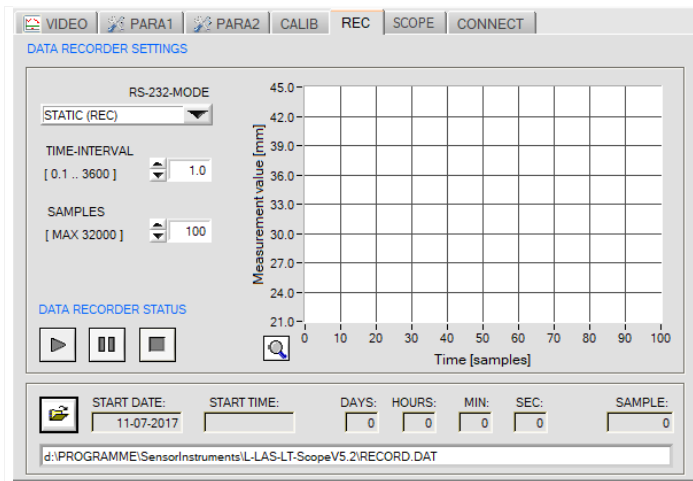 VIDEO PARA1 PARA2 CALIB REC SCOPE CONNECT
DATA RECORDER SETTINGS
RS-232-MODE
STATIC (REC)
TIME-INTERVAL
[ 0.1 .. 3600 ] 1.0
SAMPLES
[ MAX 32000 ] 100
DATA RECORDER STATUS
Measurement value [mm]
45.0
42.0
39.0
36.0
33.0
30.0
27.0
24.0
21.0
0 10 20 30 40 50 60 70 80 90 100
Time [samples]
START DATE: START TIME: DAYS: HOURS: MIN: SEC: SAMPLE:
11-07-2017 0 0 0 0 0
d:\PROGRAMME\SensorInstruments\L-LAS-LT-ScopeV5.2\RECORD.DAT